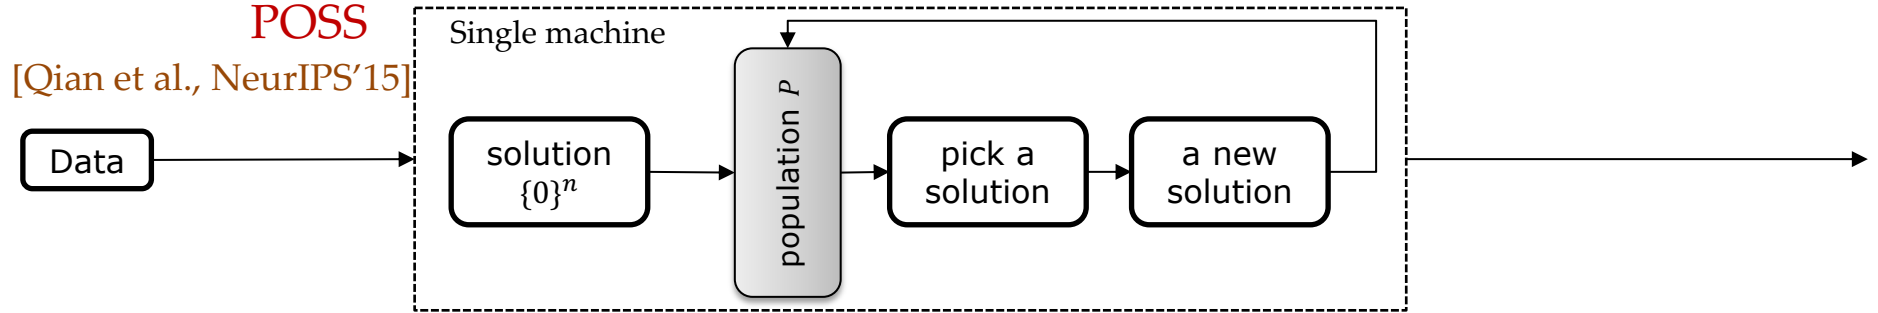 POSS
[Qian et al., NeurIPS’15]
Single machine
Data
solution
{0}ⁿ
population P
pick a
solution
a new
solution